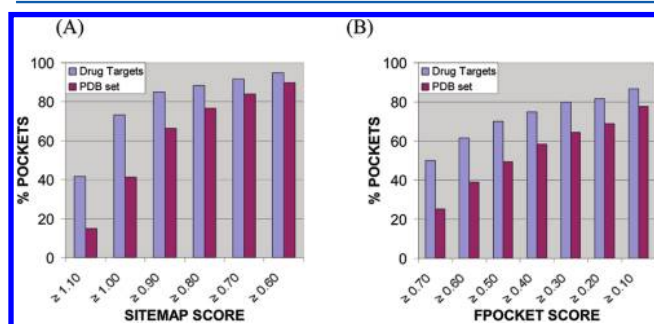 (A)
100
80
60
40
20
0
% POCKETS
Drug Targets
PDB set
≥ 1.10
≥ 1.00
≥ 0.90
≥ 0.80
≥ 0.70
≥ 0.60
SITEMAP SCORE
(B)
100
80
60
40
20
0
% POCKETS
Drug Targets
PDB set
≥ 0.70
≥ 0.60
≥ 0.50
≥ 0.40
≥ 0.30
≥ 0.20
≥ 0.10
FPOCKET SCORE